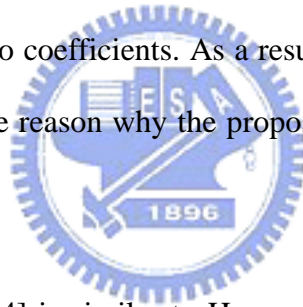 o coefficients. As a resu
E S
A
e reason why the propo
1896
4] is similar to H